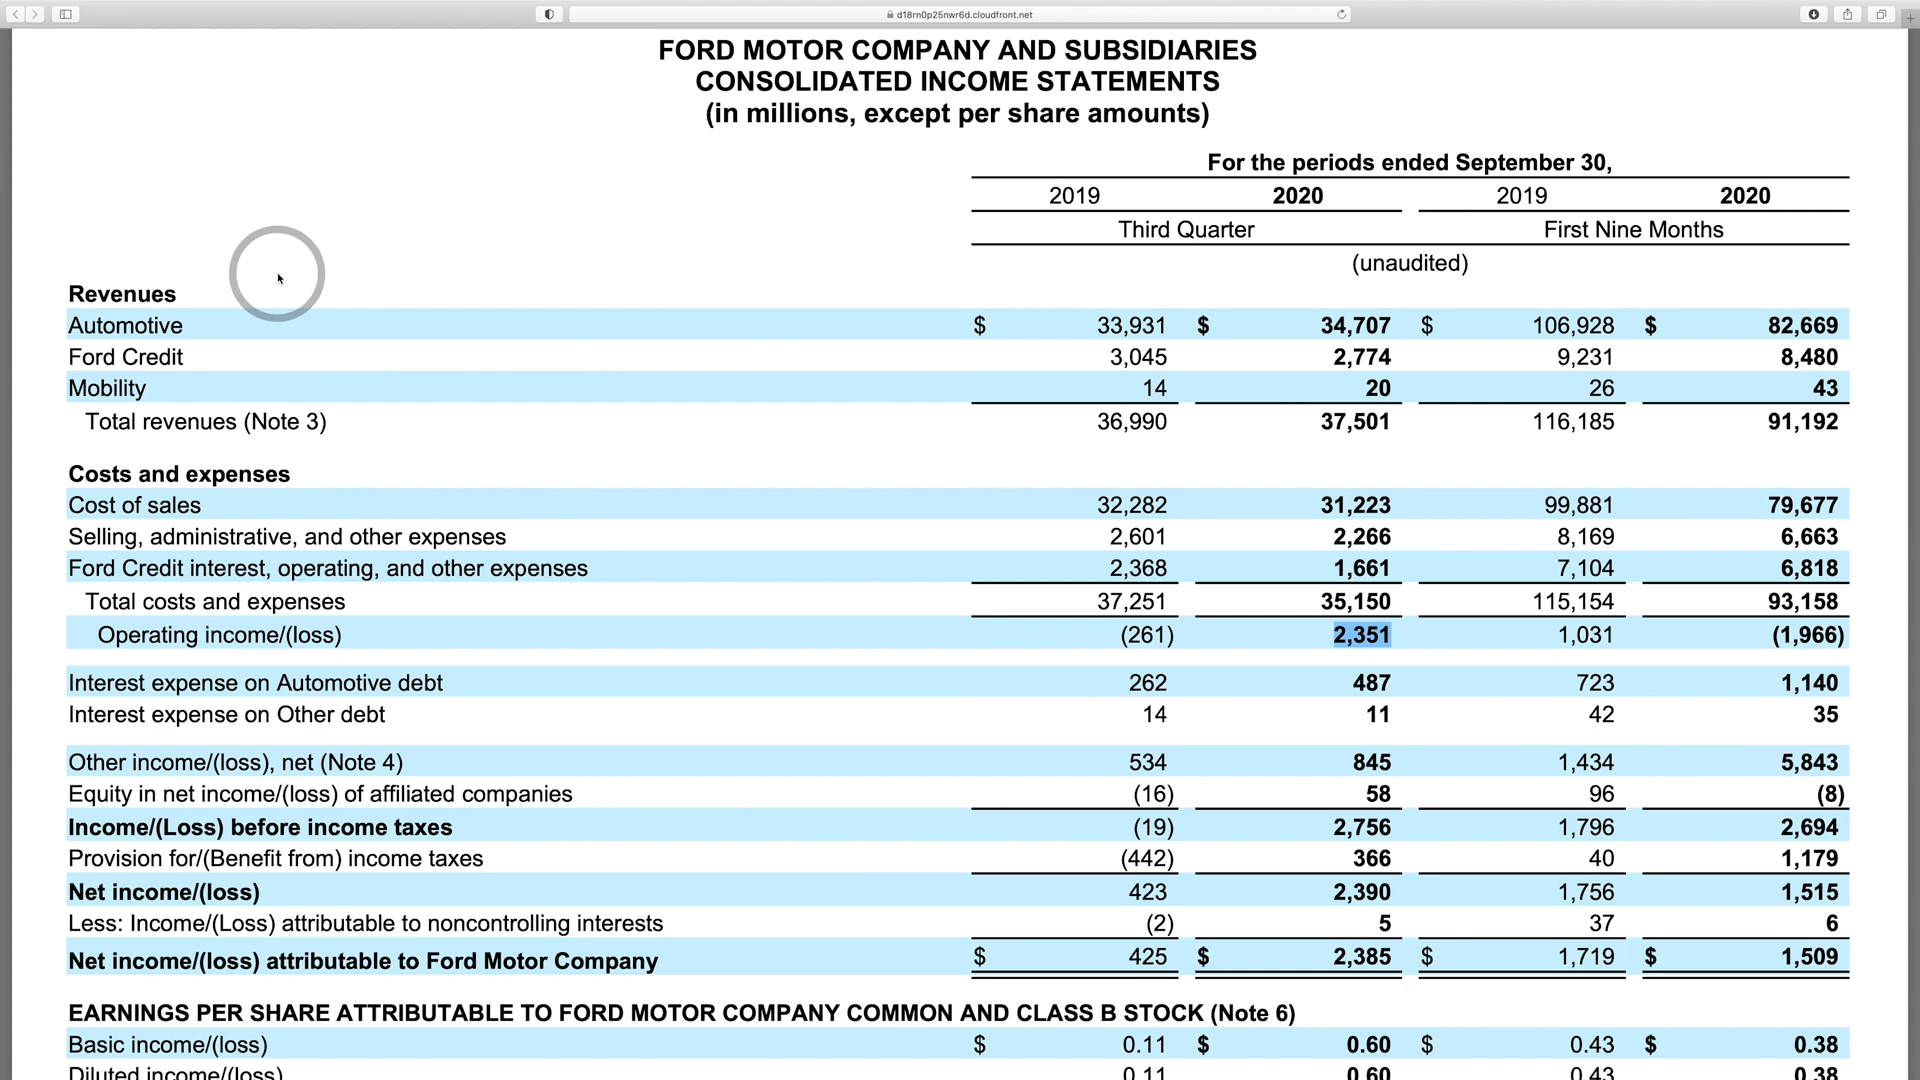 d18rn0p25nwr6d.cloudfront.net
FORD MOTOR COMPANY AND SUBSIDIARIES
CONSOLIDATED INCOME STATEMENTS
(in millions, except per share amounts)
For the periods ended September 30,
2019 2020 2019 2020
Third Quarter First Nine Months
(unaudited)
Revenues
Automotive $ 33,931 $ 34,707 $ 106,928 $ 82,669
Ford Credit 3,045 2,774 9,231 8,480
Mobility 14 20 26 43
Total revenues (Note 3) 36,990 37,501 116,185 91,192
Costs and expenses
Cost of sales 32,282 31,223 99,881 79,677
Selling, administrative, and other expenses 2,601 2,266 8,169 6,663
Ford Credit interest, operating, and other expenses 2,368 1,661 7,104 6,818
Total costs and expenses 37,251 35,150 115,154 93,158
Operating income/(loss) (261) 2,351 1,031 (1,966)
Interest expense on Automotive debt 262 487 723 1,140
Interest expense on Other debt 14 11 42 35
Other income/(loss), net (Note 4) 534 845 1,434 5,843
Equity in net income/(loss) of affiliated companies (16) 58 96 (8)
Income/(Loss) before income taxes (19) 2,756 1,796 2,694
Provision for/(Benefit from) income taxes (442) 366 40 1,179
Net income/(loss) 423 2,390 1,756 1,515
Less: Income/(Loss) attributable to noncontrolling interests (2) 5 37 6
Net income/(loss) attributable to Ford Motor Company $ 425 $ 2,385 $ 1,719 $ 1,509
EARNINGS PER SHARE ATTRIBUTABLE TO FORD MOTOR COMPANY COMMON AND CLASS B STOCK (Note 6)
Basic income/(loss) $ 0.11 $ 0.60 $ 0.43 $ 0.38
Diluted income/(loss) 0.11 0.60 0.43 0.38